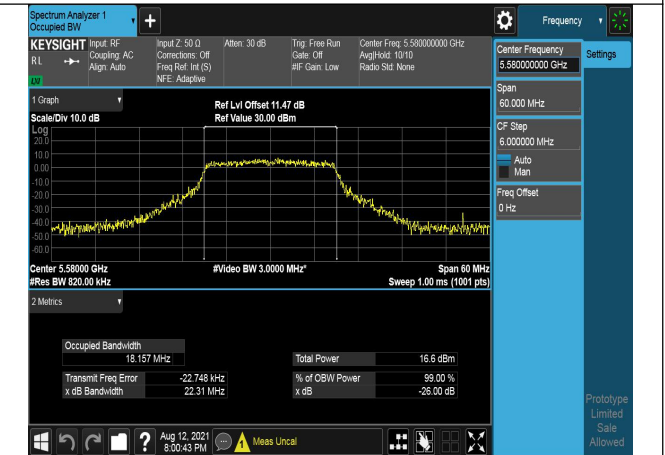 Spectrum Analyzer 1
Occupied BW
+
Frequency
KEYSIGHT
R L
Input: RF
Coupling: AC
Align: Auto
Input Z: 50 Ω
Corrections: Off
Freq Ref: Int (S)
NFE: Adaptive
Atten: 30 dB
Trig: Free Run
Gate: Off
#IF Gain: Low
Center Freq: 5.580000000 GHz
Avg|Hold: 10/10
Radio Std: None
Center Frequency
5.580000000 GHz
Settings
Span
60.000 MHz
CF Step
6.000000 MHz
Auto
Man
Freq Offset
0 Hz
1 Graph
Scale/Div 10.0 dB
Ref Lvl Offset 11.47 dB
Ref Value 30.00 dBm
Log
20.0
10.0
0.00
-10.0
-20.0
-30.0
-40.0
-50.0
-60.0
Center 5.58000 GHz
#Video BW 3.0000 MHz*
Span 60 MHz
#Res BW 820.00 kHz
Sweep 1.00 ms (1001 pts)
2 Metrics
Occupied Bandwidth
18.157 MHz
Total Power
16.6 dBm
Transmit Freq Error
-22.748 kHz
% of OBW Power
99.00 %
x dB Bandwidth
22.31 MHz
x dB
-26.00 dB
Prototype
Limited
Sale
Allowed
?
Aug 12, 2021
8:00:43 PM
Meas Uncal